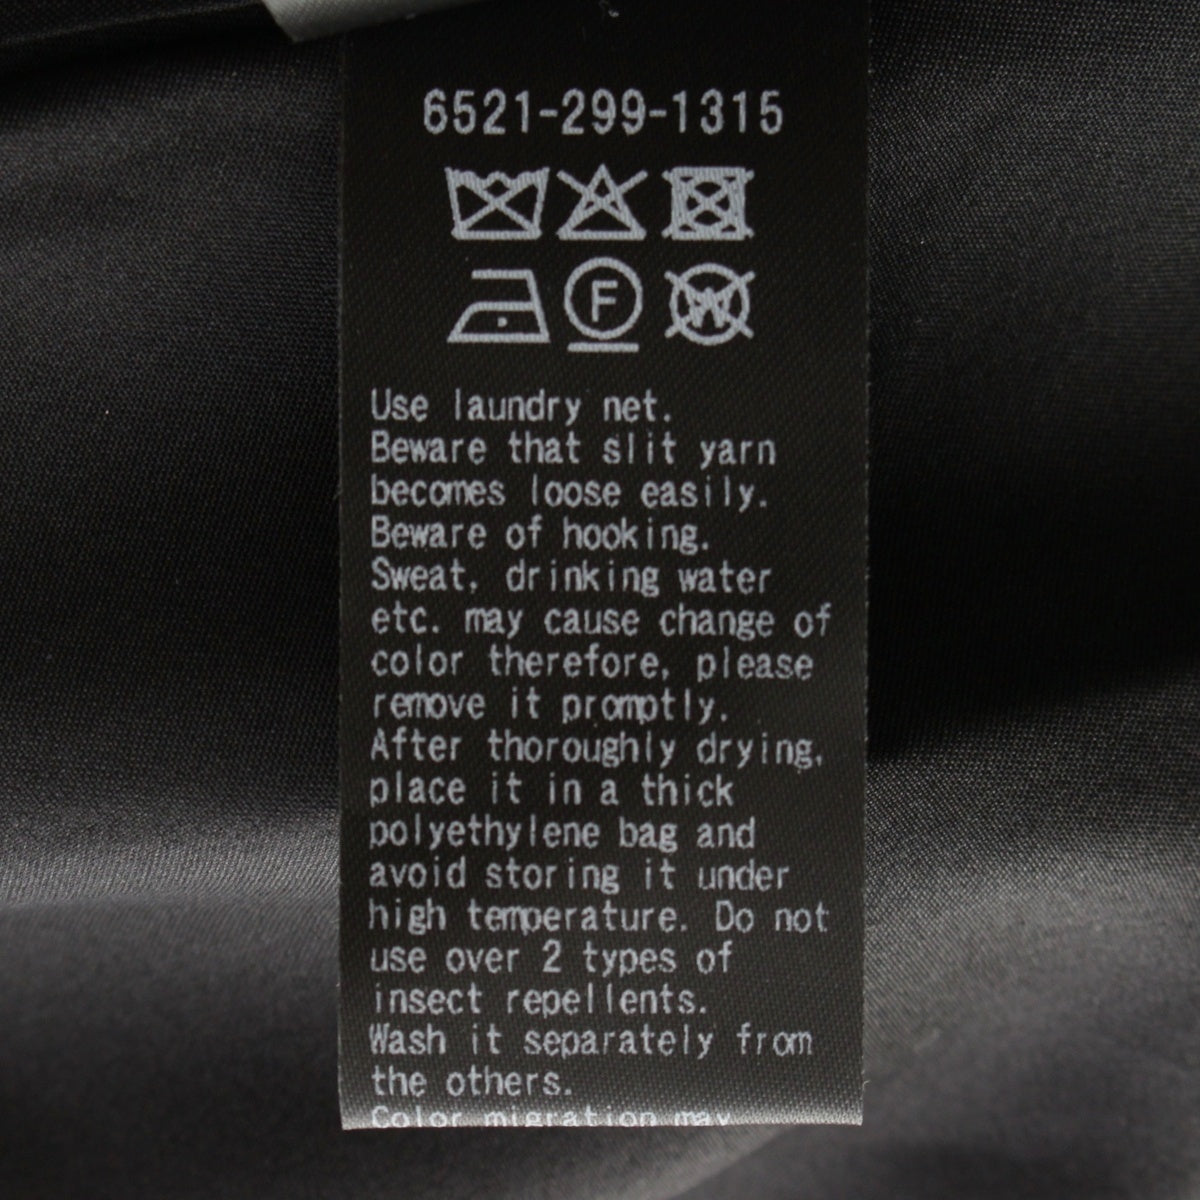 6521-299-1315
F W
Use laundry net.
Beware that slit yarn
becomes loose easily.
Beware of hooking.
Sweat, drinking water
etc. may cause change of
color therefore, please
remove it promptly.
After thoroughly drying,
place it in a thick
polyethylene bag and
avoid storing it under
high temperature. Do not
use over 2 types of
insect repellents.
Wash it separately from
the others.
Color migration may